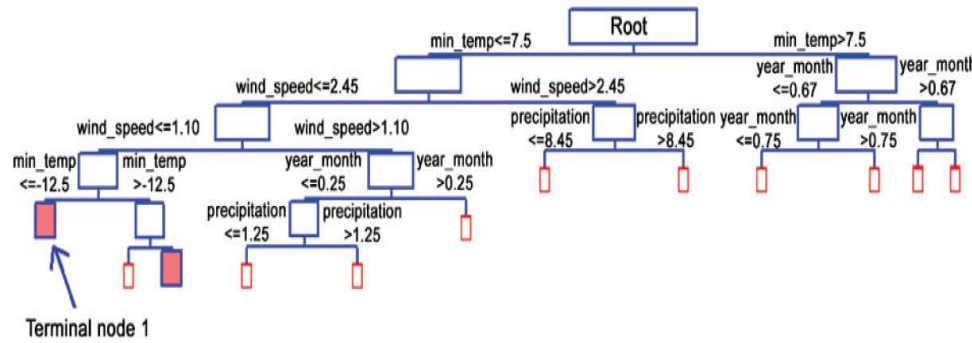 Root
min_temp<=7.5
min_temp>7.5
year_month
<=0.67
year_month
>0.67
wind_speed<=2.45
wind_speed>2.45
wind_speed<=1.10
wind_speed>1.10
precipitation
<=8.45
precipitation
>8.45
year_month
<=0.75
year_month
>0.75
min_temp
<=-12.5
min_temp
>-12.5
year_month
<=0.25
year_month
>0.25
precipitation
<=1.25
precipitation
>1.25
Terminal node 1